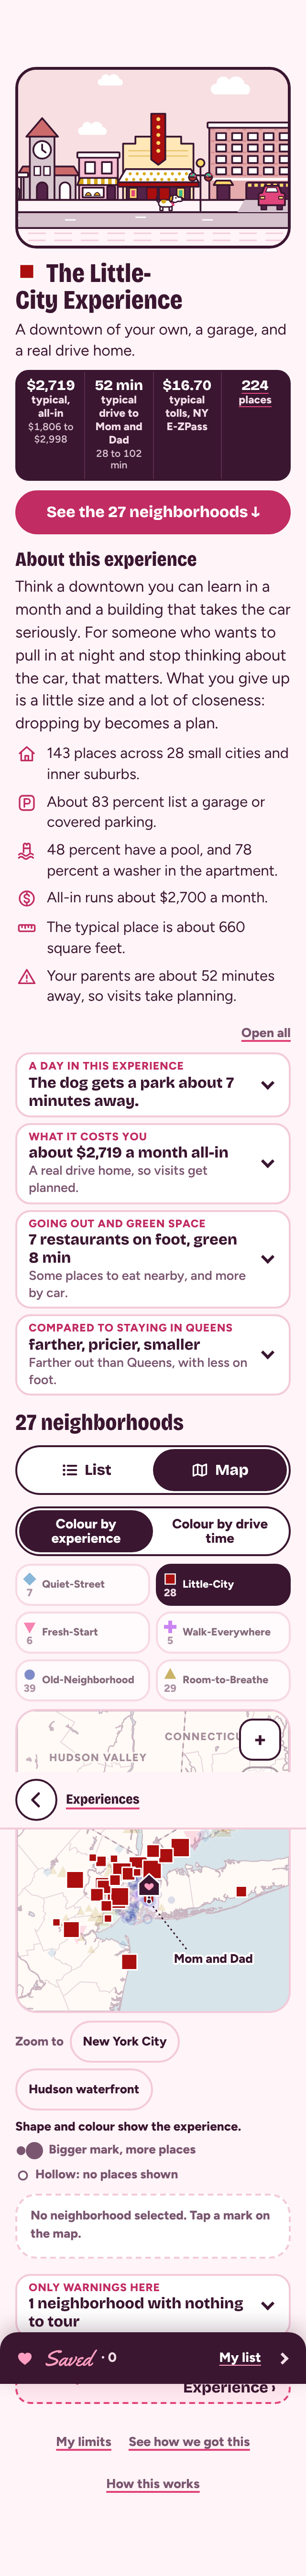 The Little-
City Experience
A downtown of your own, a garage, and
a real drive home.
$2,719
typical,
all-in
$1,806 to
$2,998
52 min
typical
drive to
Mom and
Dad
28 to 102
min
$16.70
typical
tolls, NY
E-ZPass
224
places
See the 27 neighborhoods ↓
About this experience
Think a downtown you can learn in a
month and a building that takes the car
seriously. For someone who wants to
pull in at night and stop thinking about
the car, that matters. What you give up
is a little size and a lot of closeness:
dropping by becomes a plan.
143 places across 28 small cities and
inner suburbs.
About 83 percent list a garage or
covered parking.
48 percent have a pool, and 78
percent a washer in the apartment.
All-in runs about $2,700 a month.
The typical place is about 660
square feet.
Your parents are about 52 minutes
away, so visits take planning.
Open all
A DAY IN THIS EXPERIENCE
The dog gets a park about 7
minutes away.
WHAT IT COSTS YOU
about $2,719 a month all-in
A real drive home, so visits get
planned.
GOING OUT AND GREEN SPACE
7 restaurants on foot, green
8 min
Some places to eat nearby, and more
by car.
COMPARED TO STAYING IN QUEENS
farther, pricier, smaller
Farther out than Queens, with less on
foot.
27 neighborhoods
List
Map
Colour by
experience
Colour by drive
time
7 Quiet-Street
28 Little-City
6 Fresh-Start
5 Walk-Everywhere
39 Old-Neighborhood
29 Room-to-Breathe
CONNECTICU
HUDSON VALLEY
+
Experiences
Mom and Dad
Zoom to
New York City
Hudson waterfront
Shape and colour show the experience.
Bigger mark, more places
Hollow: no places shown
No neighborhood selected. Tap a mark on
the map.
ONLY WARNINGS HERE
1 neighborhood with nothing
to tour
Saved · 0
My list
Experience ›
My limits
See how we got this
How this works